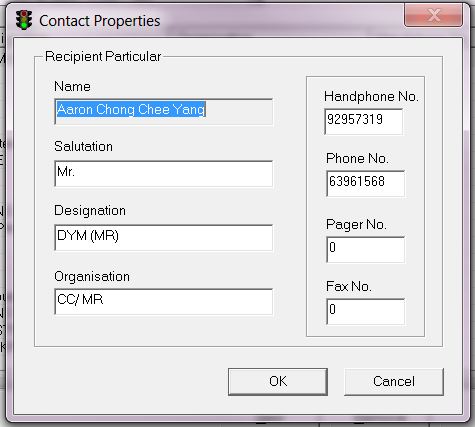 Contact Properties
Recipient Particular
Name
Aaron Chong Chee Yang
Salutation
Mr.
Designation
DYM (MR)
Organisation
CC/ MR
Handphone No.
92957319
Phone No.
63961568
Pager No.
0
Fax No.
0
OK
Cancel